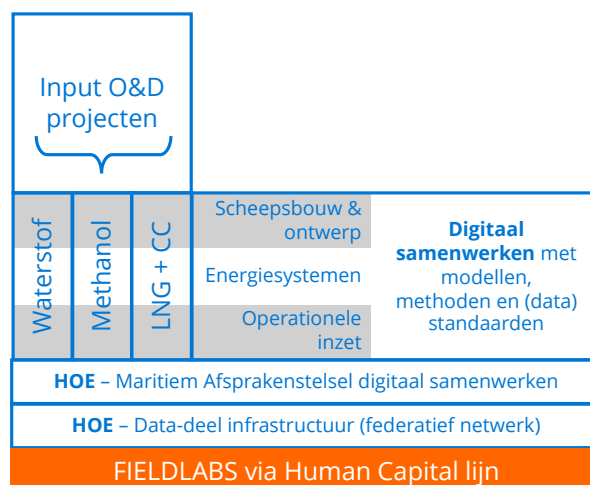 Input O&D
projecten
Waterstof
Methanol
LNG + CC
Scheepsbouw &
ontwerp
Energiesystemen
Operationele
inzet
Digitaal
samenwerken met
modellen,
methoden en (data)
standaarden
HOE – Maritiem Afsprakenstelsel digitaal samenwerken
HOE – Data-deel infrastructuur (federatief netwerk)
FIELDLABS via Human Capital lijn